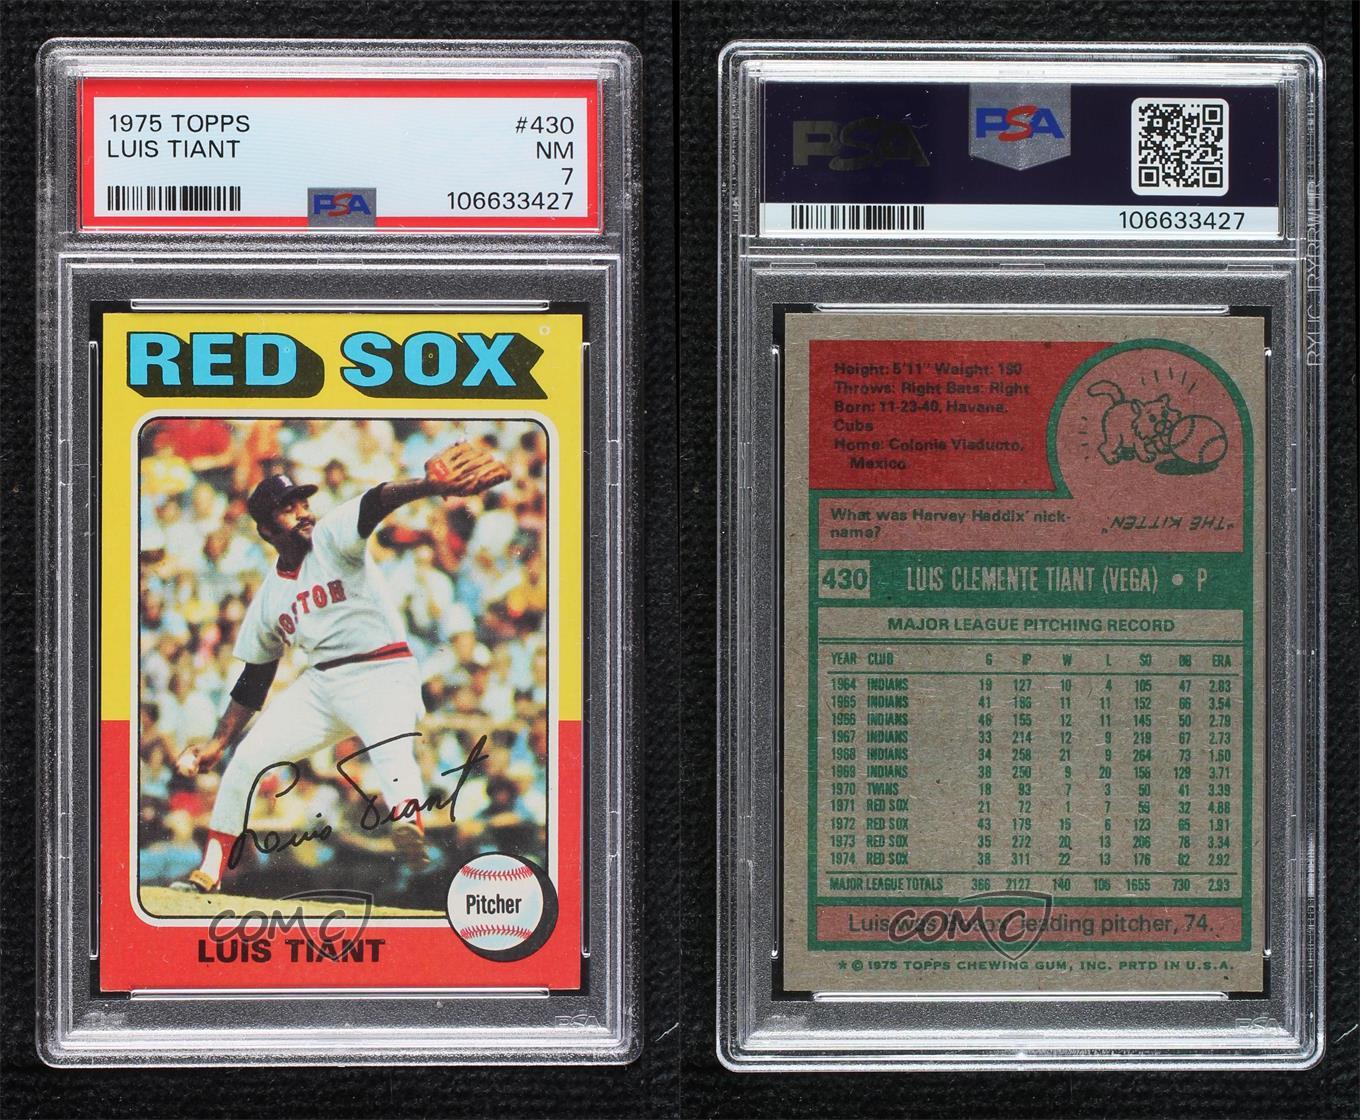 1975 TOPPS #430
LUIS TIANT NM
7
PSA 106633427
RED SOX
BOSTON
Luis Tiant
Pitcher
COMC
LUIS TIANT
PSA
PSA PSA
106633427
Height: 5'11" Weight: 190
Throws: Right Bats: Right
Born: 11-23-40, Havana,
Cuba
Home: Colonia Viaducto,
Mexico
What was Harvey Haddix' nick-
name?
"THE KITTEN"
430 LUIS CLEMENTE TIANT (VEGA) • P
MAJOR LEAGUE PITCHING RECORD
YEAR CLUB G IP W L SO BB ERA
1964 INDIANS 19 127 10 4 105 47 2.83
1965 INDIANS 41 196 11 11 152 66 3.54
1966 INDIANS 46 155 12 11 145 50 2.79
1967 INDIANS 33 214 12 9 219 67 2.73
1968 INDIANS 34 258 21 9 264 73 1.60
1969 INDIANS 38 250 9 20 156 129 3.71
1970 TWINS 18 93 7 3 50 41 3.39
1971 RED SOX 21 72 1 7 59 32 4.88
1972 RED SOX 43 179 15 6 123 65 1.91
1973 RED SOX 35 272 20 13 206 78 3.34
1974 RED SOX 38 311 22 13 176 82 2.92
MAJOR LEAGUE TOTALS 366 2127 140 106 1655 730 2.93
Luis was Bosox' leading pitcher, 74.
COMC
* © 1975 TOPPS CHEWING GUM, INC. PRTD IN U.S.A.
PSA